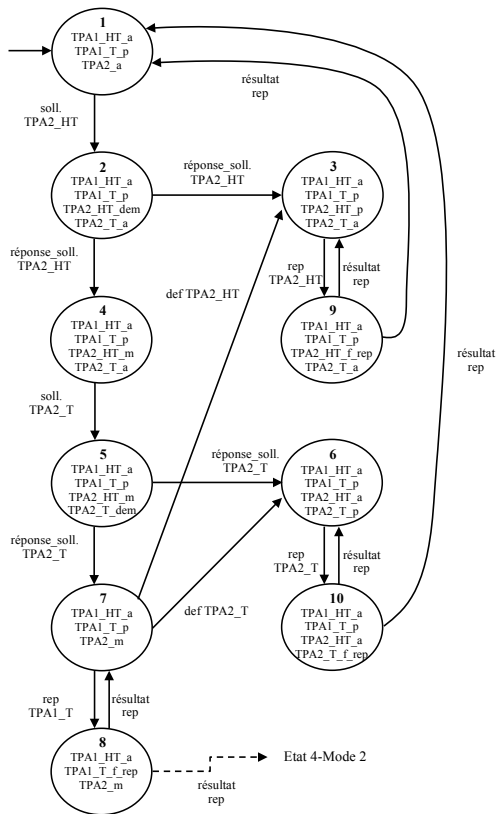 1
TPA1_HT_a
TPA1_T_p
TPA2_a
résultat
rep
soll.
TPA2_HT
2
TPA1_HT_a
TPA1_T_p
TPA2_HT_dem
TPA2_T_a
réponse_soll.
TPA2_HT
3
TPA1_HT_a
TPA1_T_p
TPA2_HT_p
TPA2_T_a
réponse_soll.
TPA2_HT
def TPA2_HT
rep
TPA2_HT
résultat
rep
4
TPA1_HT_a
TPA1_T_p
TPA2_HT_m
TPA2_T_a
9
TPA1_HT_a
TPA1_T_p
TPA2_HT_f_rep
TPA2_T_a
résultat
rep
soll.
TPA2_T
5
TPA1_HT_a
TPA1_T_p
TPA2_HT_m
TPA2_T_dem
réponse_soll.
TPA2_T
6
TPA1_HT_a
TPA1_T_p
TPA2_HT_a
TPA2_T_p
réponse_soll.
TPA2_T
rep
TPA2_T
résultat
rep
7
TPA1_HT_a
TPA1_T_p
TPA2_m
def TPA2_T
10
TPA1_HT_a
TPA1_T_p
TPA2_HT_a
TPA2_T_f_rep
rep
TPA1_T
résultat
rep
8
TPA1_HT_a
TPA1_T_f_rep
TPA2_m
Etat 4-Mode 2
résultat
rep